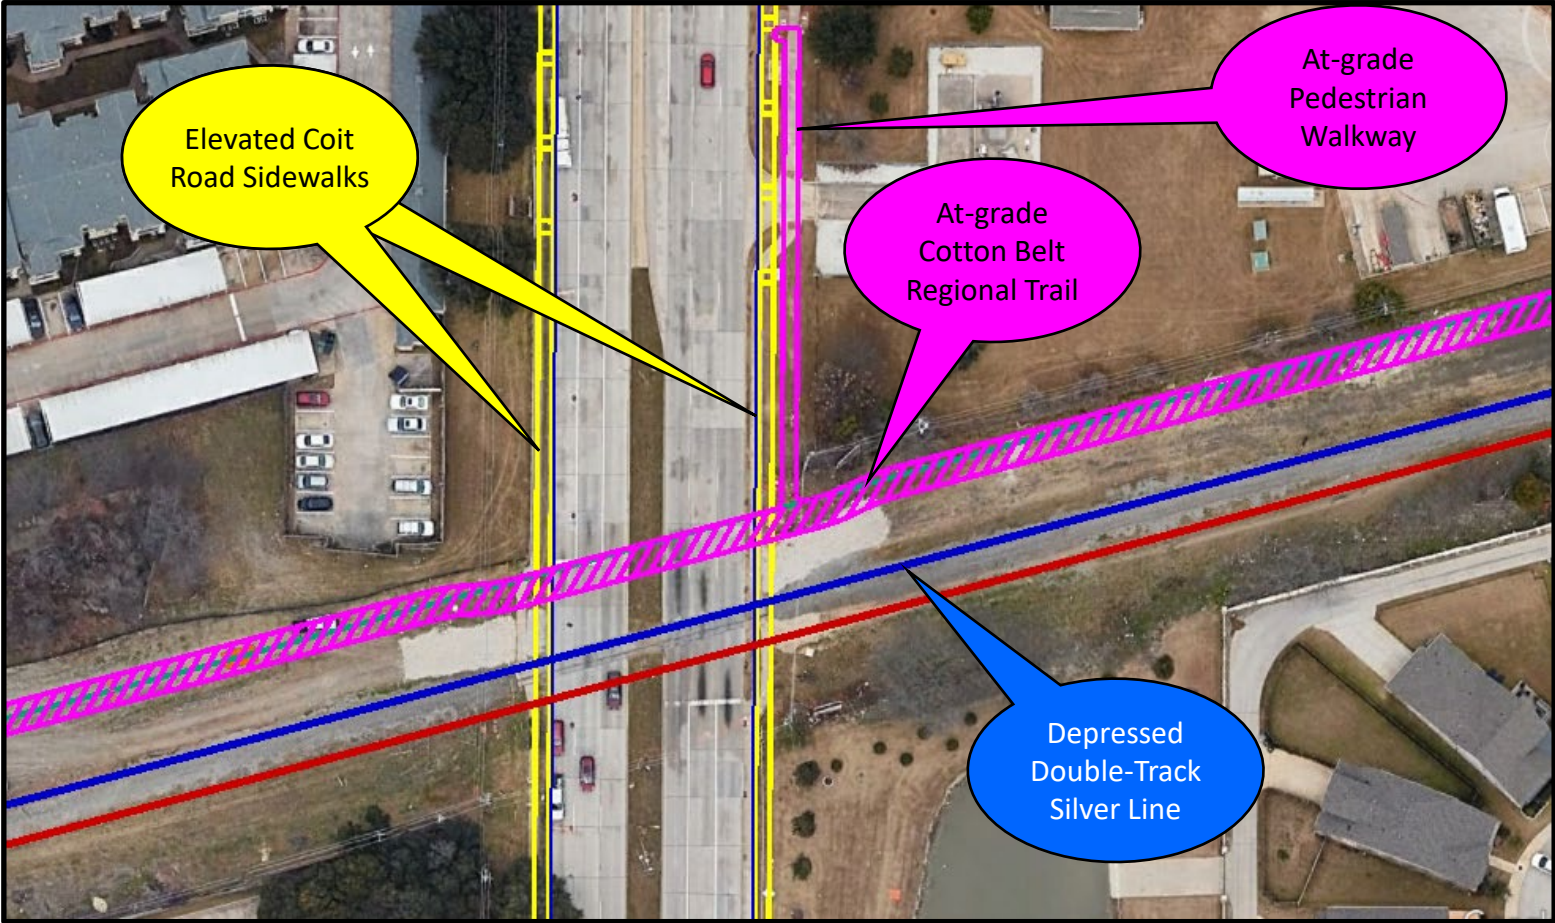 Elevated Coit
Road Sidewalks
At-grade
Pedestrian
Walkway
At-grade
Cotton Belt
Regional Trail
Depressed
Double-Track
Silver Line